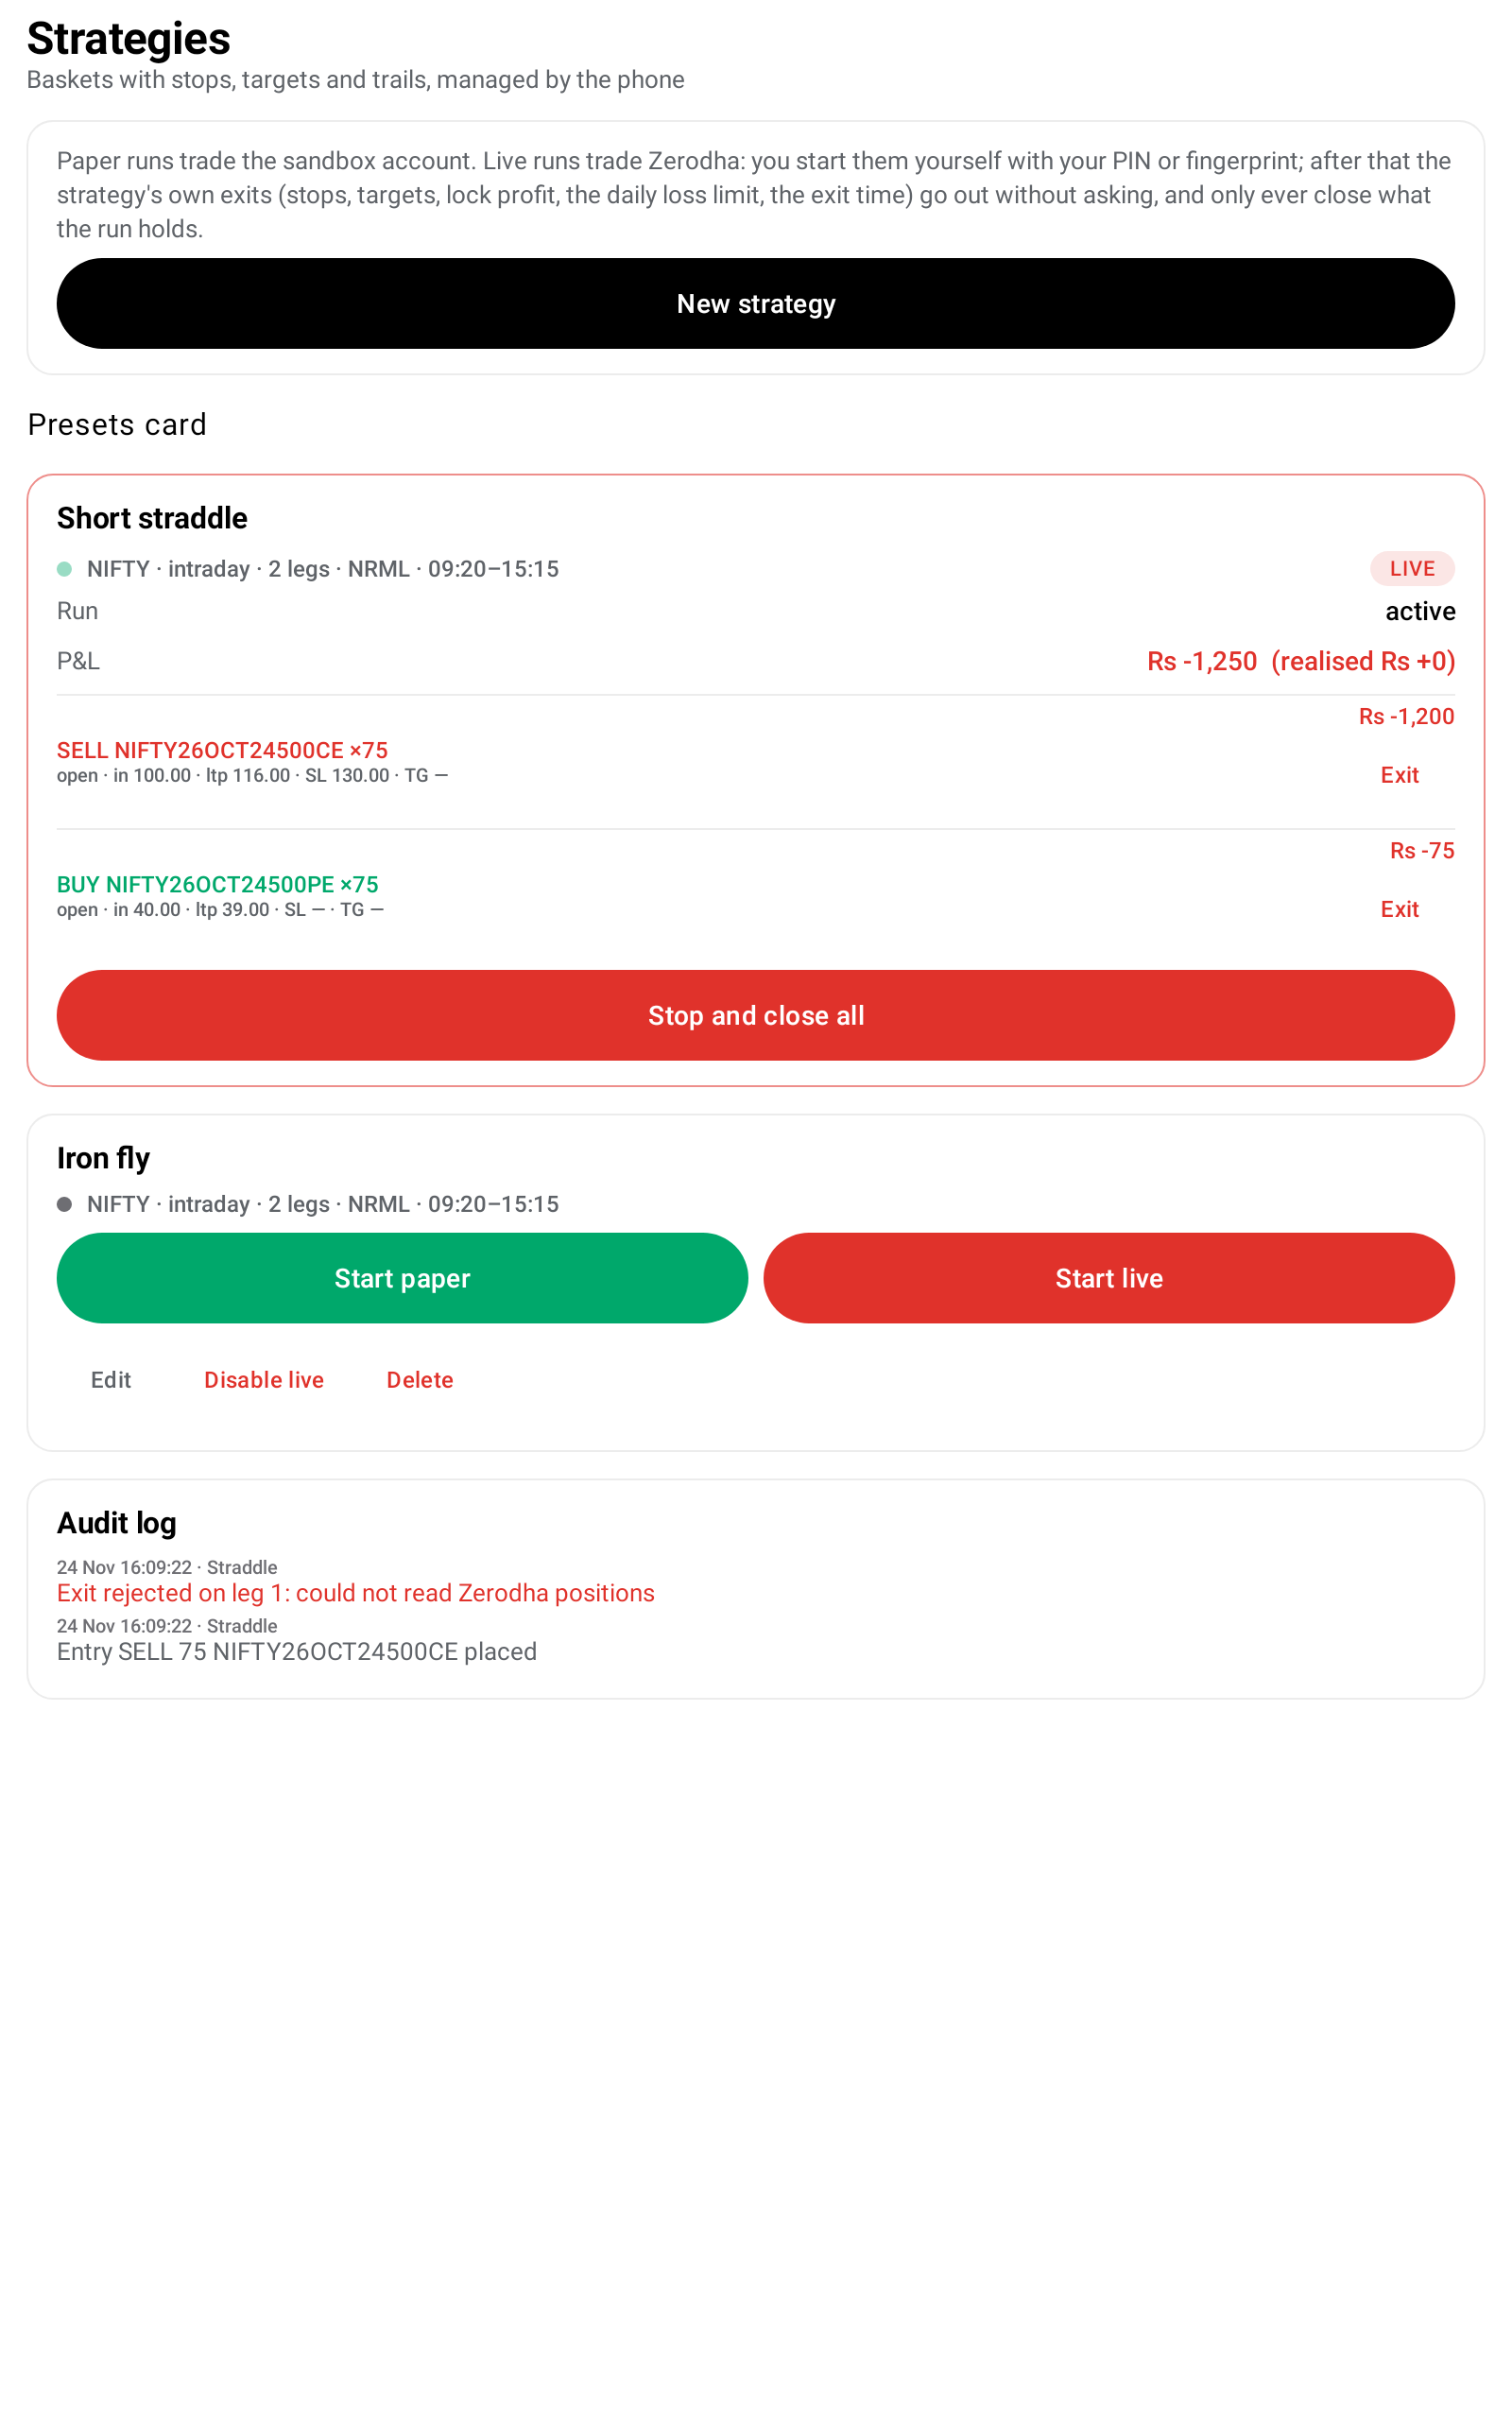 Strategies
Baskets with stops, targets and trails, managed by the phone
Paper runs trade the sandbox account. Live runs trade Zerodha: you start them yourself with your PIN or fingerprint; after that the
strategy's own exits (stops, targets, lock profit, the daily loss limit, the exit time) go out without asking, and only ever close what
the run holds.
New strategy
Presets card
Short straddle
NIFTY · intraday · 2 legs · NRML · 09:20–15:15 LIVE
Run active
P&L Rs -1,250 (realised Rs +0)
Rs -1,200
SELL NIFTY26OCT24500CE ×75
open · in 100.00 · ltp 116.00 · SL 130.00 · TG — Exit
Rs -75
BUY NIFTY26OCT24500PE ×75
open · in 40.00 · ltp 39.00 · SL — · TG — Exit
Stop and close all
Iron fly
NIFTY · intraday · 2 legs · NRML · 09:20–15:15
Start paper Start live
Edit Disable live Delete
Audit log
24 Nov 16:09:22 · Straddle
Exit rejected on leg 1: could not read Zerodha positions
24 Nov 16:09:22 · Straddle
Entry SELL 75 NIFTY26OCT24500CE placed